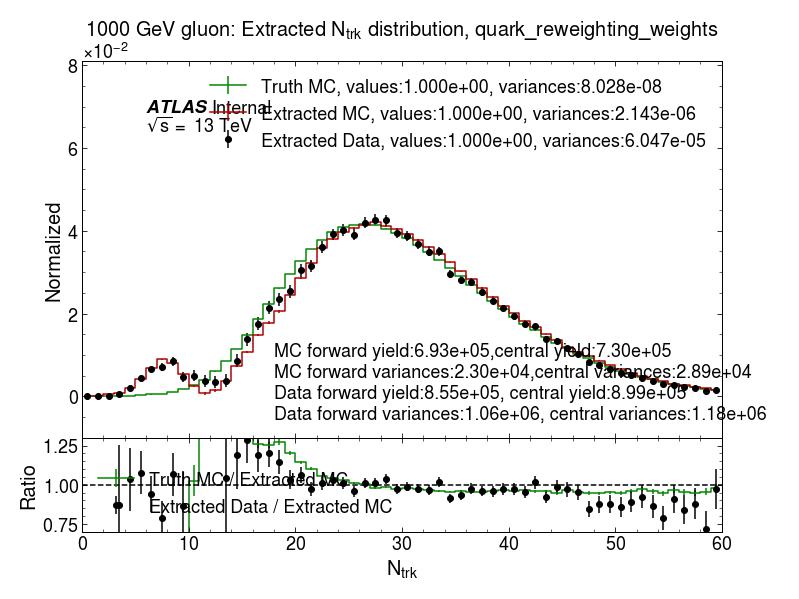 1000 GeV gluon: Extracted Ntrk distribution, quark_reweighting_weights
×10−2
8
6
4
2
0
Normalized
Truth MC, values:1.000e+00, variances:8.028e-08
ATLAS Internal
Extracted MC, values:1.000e+00, variances:2.143e-06
√s = 13 TeV
Extracted Data, values:1.000e+00, variances:6.047e-05
MC forward yield:6.93e+05,central yield:7.30e+05
MC forward variances:2.30e+04,central variances:2.89e+04
Data forward yield:8.55e+05, central yield:8.99e+05
Data forward variances:1.06e+06, central variances:1.18e+06
1.25
1.00
0.75
Ratio
Truth MC / Extracted MC
Extracted Data / Extracted MC
0 10 20 30 40 50 60
Ntrk